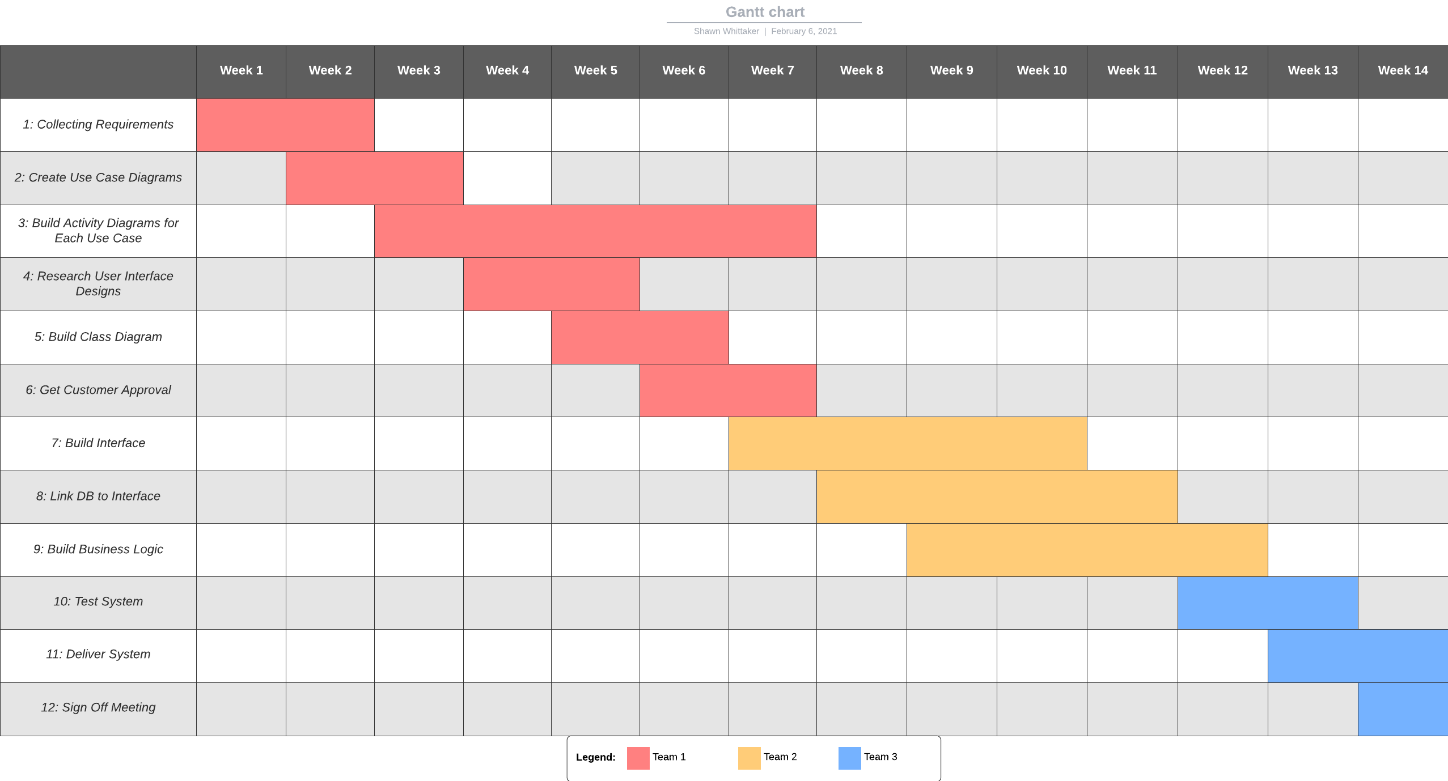 Gantt chart
Shawn Whittaker | February 6, 2021
Week 1 Week 2 Week 3 Week 4 Week 5 Week 6 Week 7 Week 8 Week 9 Week 10 Week 11 Week 12 Week 13 Week 14
1: Collecting Requirements
2: Create Use Case Diagrams
3: Build Activity Diagrams for
Each Use Case
4: Research User Interface
Designs
5: Build Class Diagram
6: Get Customer Approval
7: Build Interface
8: Link DB to Interface
9: Build Business Logic
10: Test System
11: Deliver System
12: Sign Off Meeting
Legend: Team 1 Team 2 Team 3